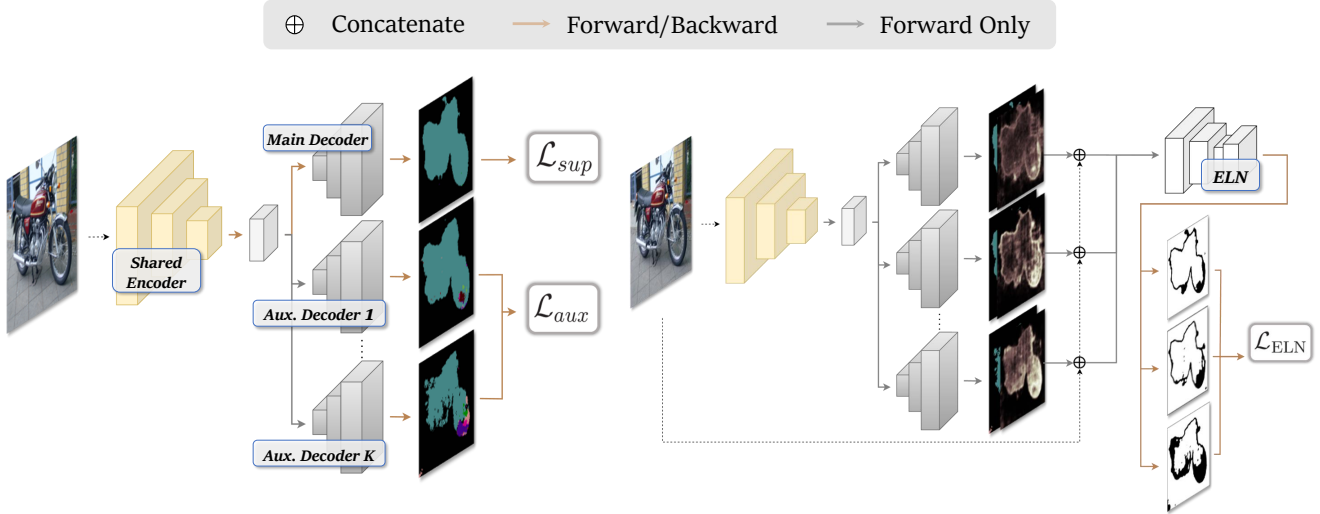 ⊕ Concatenate → Forward/Backward → Forward Only
Main Decoder
ℒsup
Shared
Encoder
Aux. Decoder 1
ℒaux
Aux. Decoder K
ELN
ℒELN